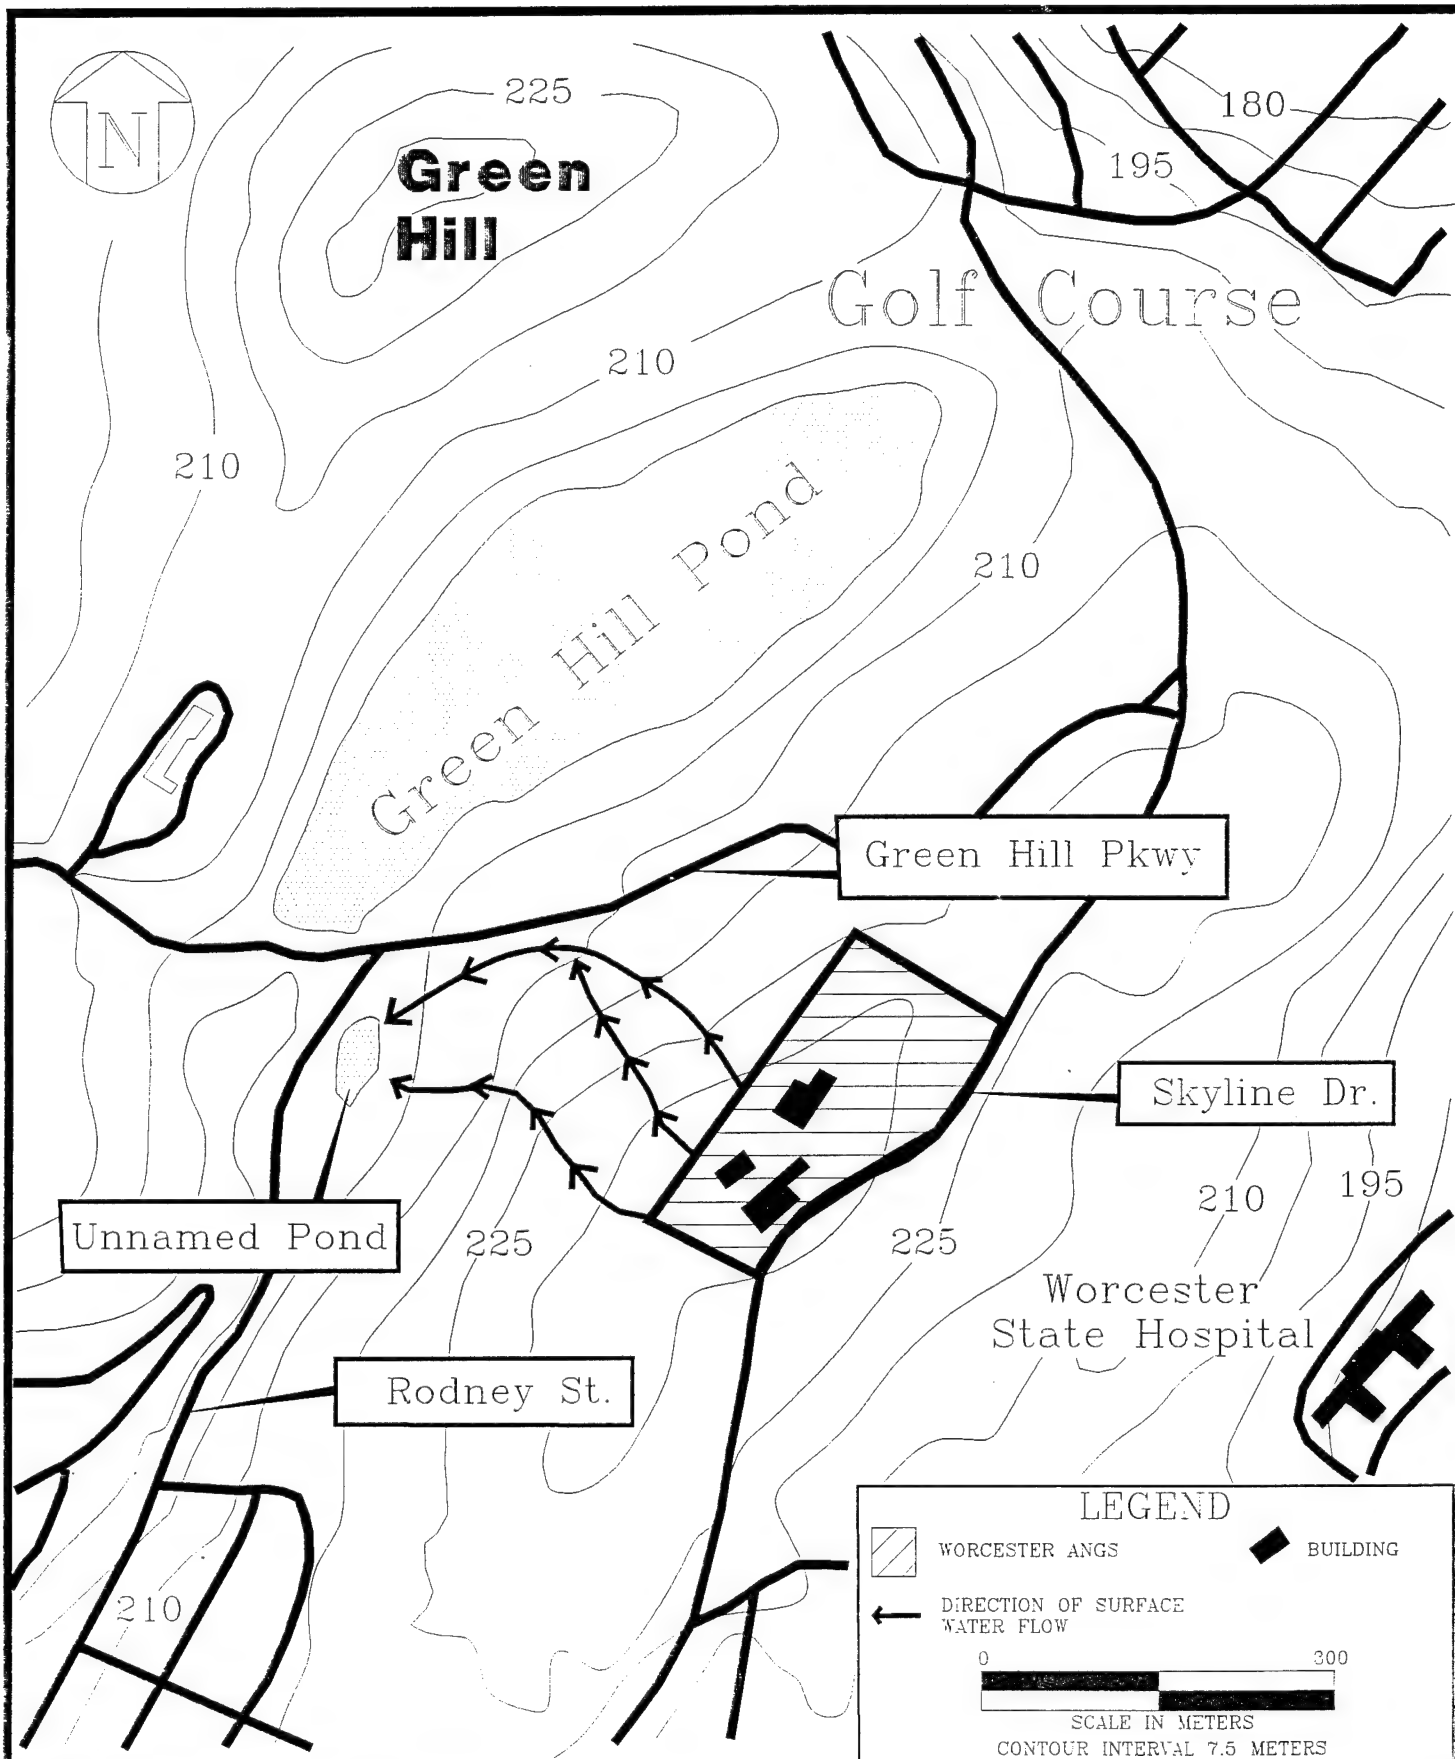 N
225
Green
Hill
180
195
Golf Course
210
210
Green Hill Pond
210
Green Hill Pkwy
Skyline Dr.
195
210
Unnamed Pond
225
225
Worcester
State Hospital
Rodney St.
210
LEGEND
WORCESTER ANGS
BUILDING
DIRECTION OF SURFACE
WATER FLOW
0 300
SCALE IN METERS
CONTOUR INTERVAL 7.5 METERS